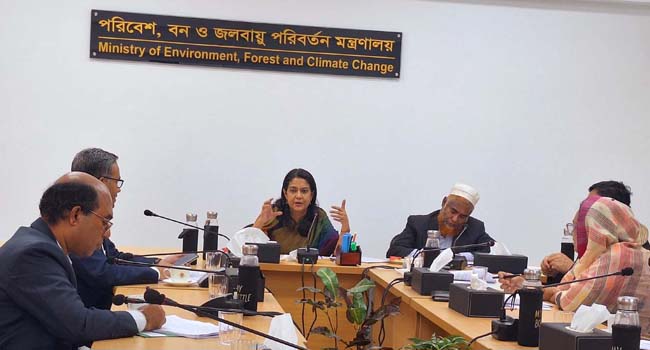 পরিবেশ, বন ও জলবায়ু পরিবর্তন মন্ত্রণালয়
Ministry of Environment, Forest and Climate Change